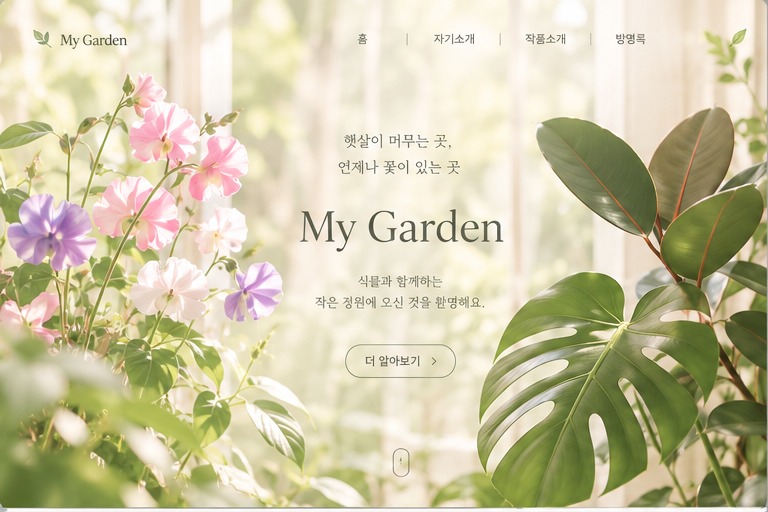 My Garden
홈
자기소개
작품소개
방명록
햇살이 머무는 곳,
언제나 꽃이 있는 곳
My Garden
식물과 함께하는
작은 정원에 오신 것을 환영해요.
더 알아보기